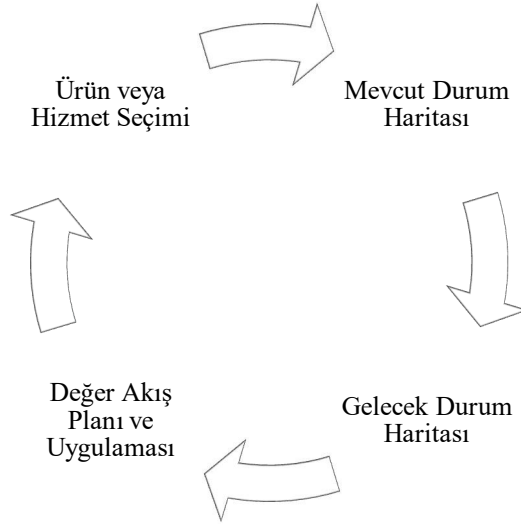 Ürün veya
Hizmet Seçimi
Mevcut Durum
Haritası
Gelecek Durum
Haritası
Değer Akış
Planı ve
Uygulaması